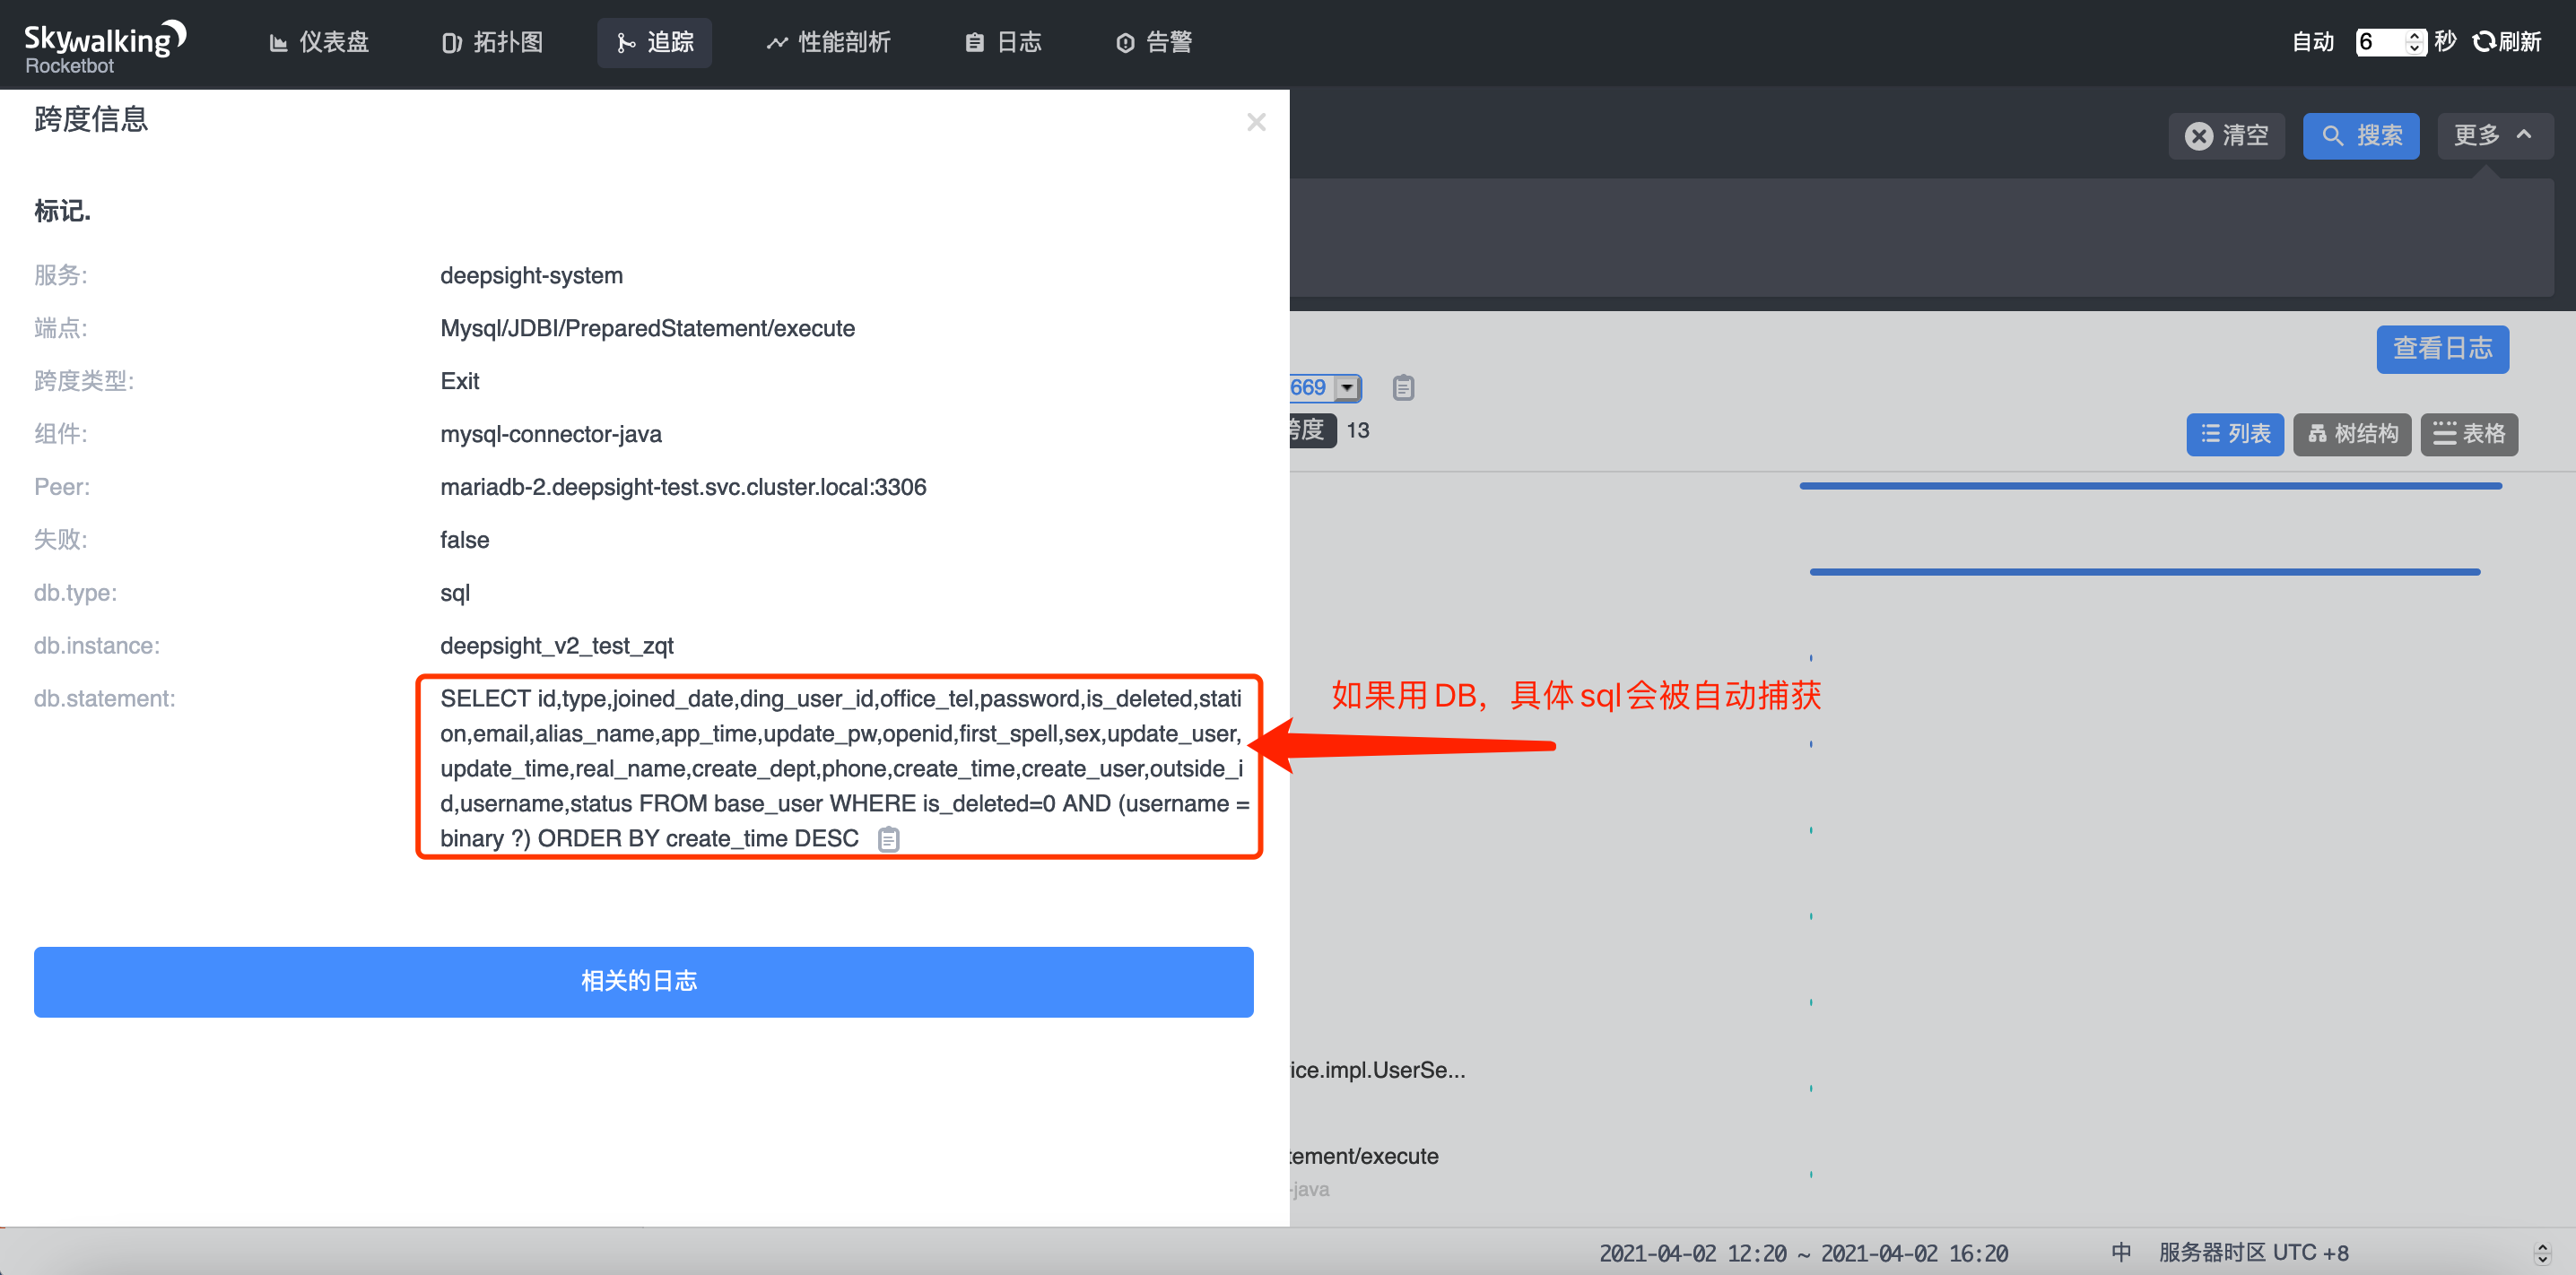 Skywalking
Rocketbot
仪表盘
拓扑图
追踪
性能剖析
日志
告警
自动 6 秒 刷新
跨度信息
清空
搜索
更多
标记.
服务: deepsight-system
端点: Mysql/JDBI/PreparedStatement/execute
跨度类型: Exit
组件: mysql-connector-java
Peer: mariadb-2.deepsight-test.svc.cluster.local:3306
失败: false
db.type: sql
db.instance: deepsight_v2_test_zqt
db.statement: SELECT id,type,joined_date,ding_user_id,office_tel,password,is_deleted,stati
on,email,alias_name,app_time,update_pw,openid,first_spell,sex,update_user,
update_time,real_name,create_dept,phone,create_time,create_user,outside_i
d,username,status FROM base_user WHERE is_deleted=0 AND (username =
binary ?) ORDER BY create_time DESC
相关的日志
查看日志
669
跨度 13
列表
树结构
表格
如果用DB，具体sql会被自动捕获
ice.impl.UserSe...
tement/execute
-java
2021-04-02 12:20 ~ 2021-04-02 16:20
中
服务器时区 UTC +8